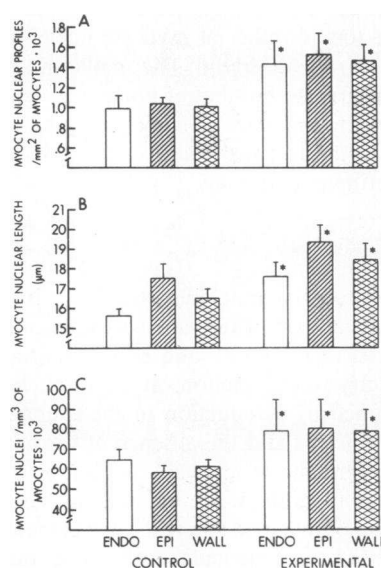 A
MYOCYTE NUCLEAR PROFILES
/mm² OF MYOCYTES · 10³
1.8
1.6
1.4
1.2
1.0
.8
.6
* * *
B
MYOCYTE NUCLEAR LENGTH
(μm)
21
20
19
18
17
16
15
* * *
C
MYOCYTE NUCLEI /mm³ OF
MYOCYTES · 10³
100
90
80
70
60
50
40
* * *
ENDO EPI WALL ENDO EPI WALL
CONTROL EXPERIMENTAL